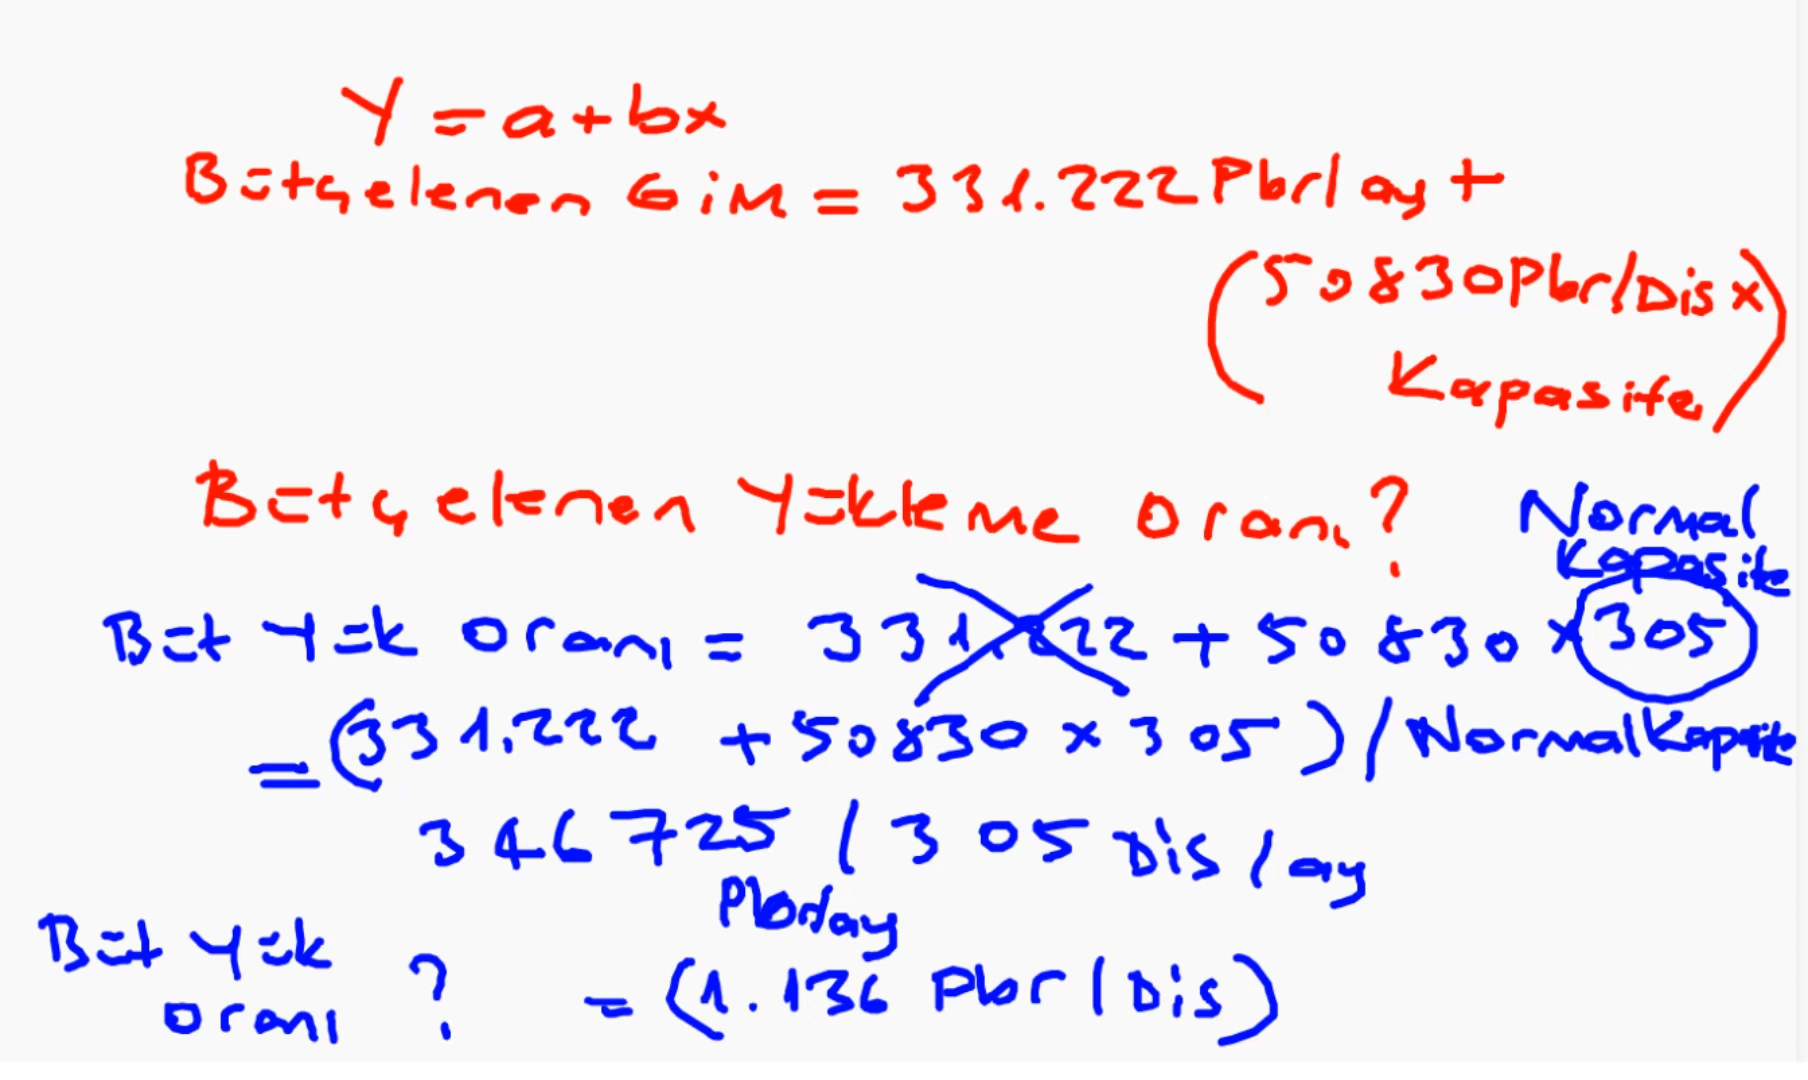 Y = a + bx
Bütçelenen GİM = 331.222 Pbr/ay +
(50830 Pbr/Dis x
Kapasite)
Bütçelenen Yükleme Oranı ?
Normal
Kapasite
Büt Yük Oranı = 331.222 + 50830 x 305
= (331.222 + 50830 x 305) / Normal Kapasite
346725 / 305 Dis / ay
Pbr/ay
Büt Yük
Oranı ?
= (1.136 Pbr / Dis)